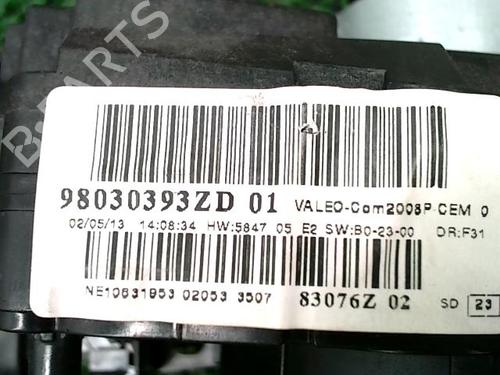 B-PARTS
98030393ZD 01 VALEO-Com2008P CEM 0
02/05/13 14:08:34 HW:5847 05 E2 SW:B0-23-00 DR:F31
NE10631953 02053 3507 83076Z 02 SD 23